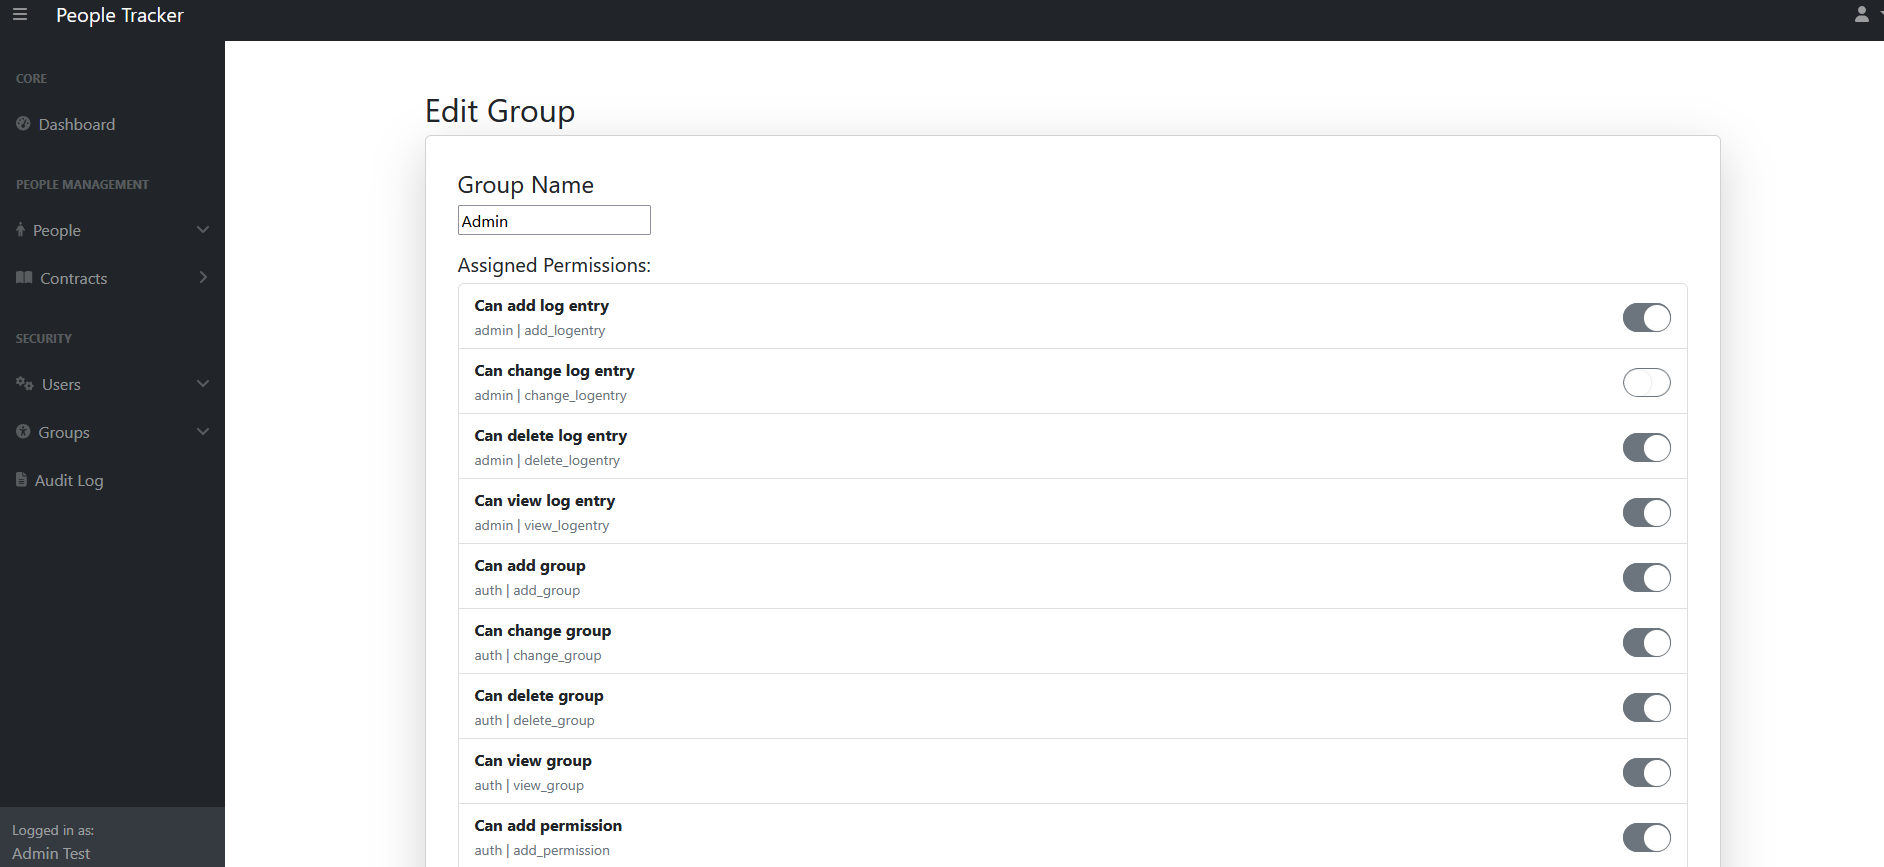 People Tracker
CORE
Dashboard
PEOPLE MANAGEMENT
People
Contracts
SECURITY
Users
Groups
Audit Log
Logged in as:
Admin Test
Edit Group
Group Name
Admin
Assigned Permissions:
Can add log entry
admin | add_logentry
Can change log entry
admin | change_logentry
Can delete log entry
admin | delete_logentry
Can view log entry
admin | view_logentry
Can add group
auth | add_group
Can change group
auth | change_group
Can delete group
auth | delete_group
Can view group
auth | view_group
Can add permission
auth | add_permission